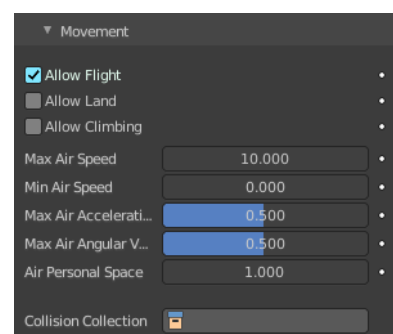 Movement
Allow Flight
Allow Land
Allow Climbing
Max Air Speed 10.000
Min Air Speed 0.000
Max Air Accelerati... 0.500
Max Air Angular V... 0.500
Air Personal Space 1.000
Collision Collection